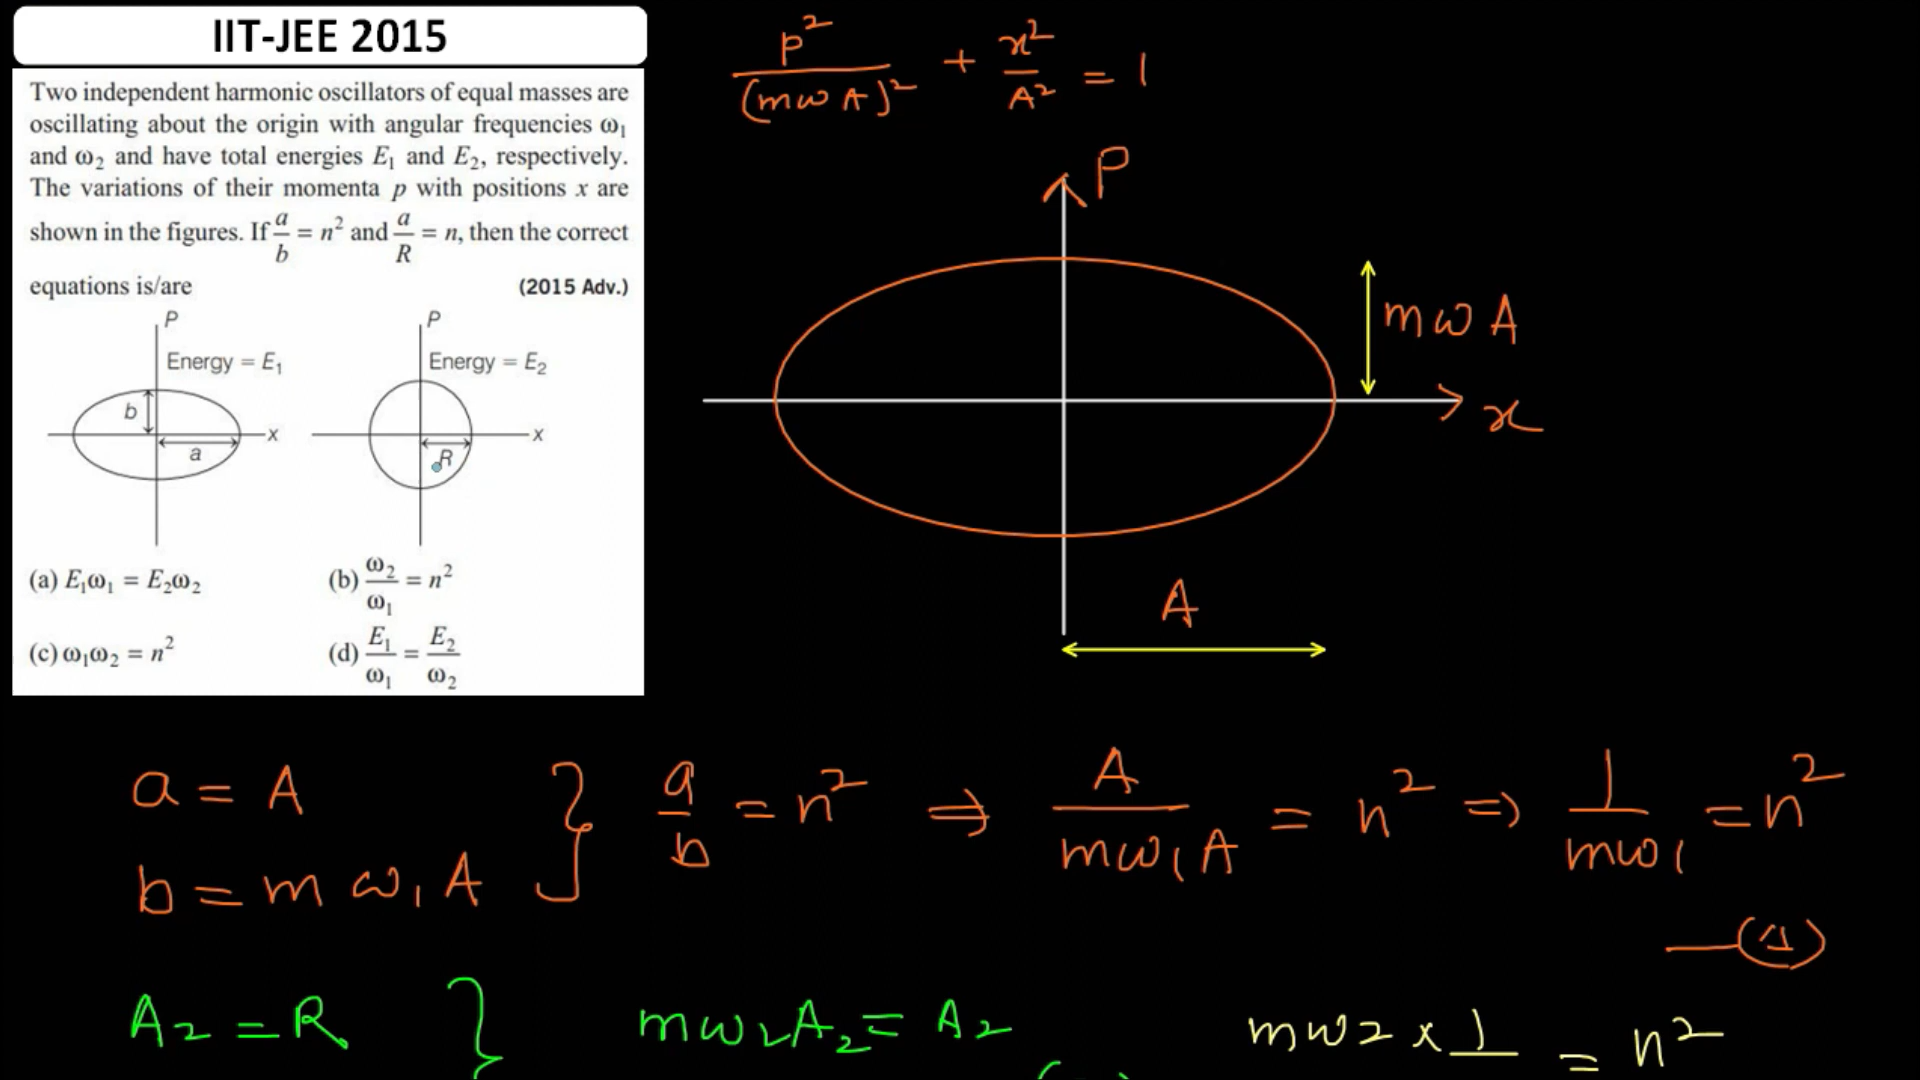 IIT-JEE 2015
Two independent harmonic oscillators of equal masses are
oscillating about the origin with angular frequencies ω₁
and ω₂ and have total energies E₁ and E₂, respectively.
The variations of their momenta p with positions x are
shown in the figures. If a/b = n² and a/R = n, then the correct
equations is/are (2015 Adv.)
P
Energy = E₁
b
a
x
P
Energy = E₂
R
x
(a) E₁ω₁ = E₂ω₂ (b) ω₂/ω₁ = n²
(c) ω₁ω₂ = n² (d) E₁/ω₁ = E₂/ω₂
p²/(mωA)² + x²/A² = 1
P
mωA
x
A
a = A
b = mω₁A
a/b = n² ⇒ A/mω₁A = n² ⇒ 1/mω₁ = n²
—(1)
A₂ = R } mω₂A₂ = A₂ mω₂ × 1 = n²